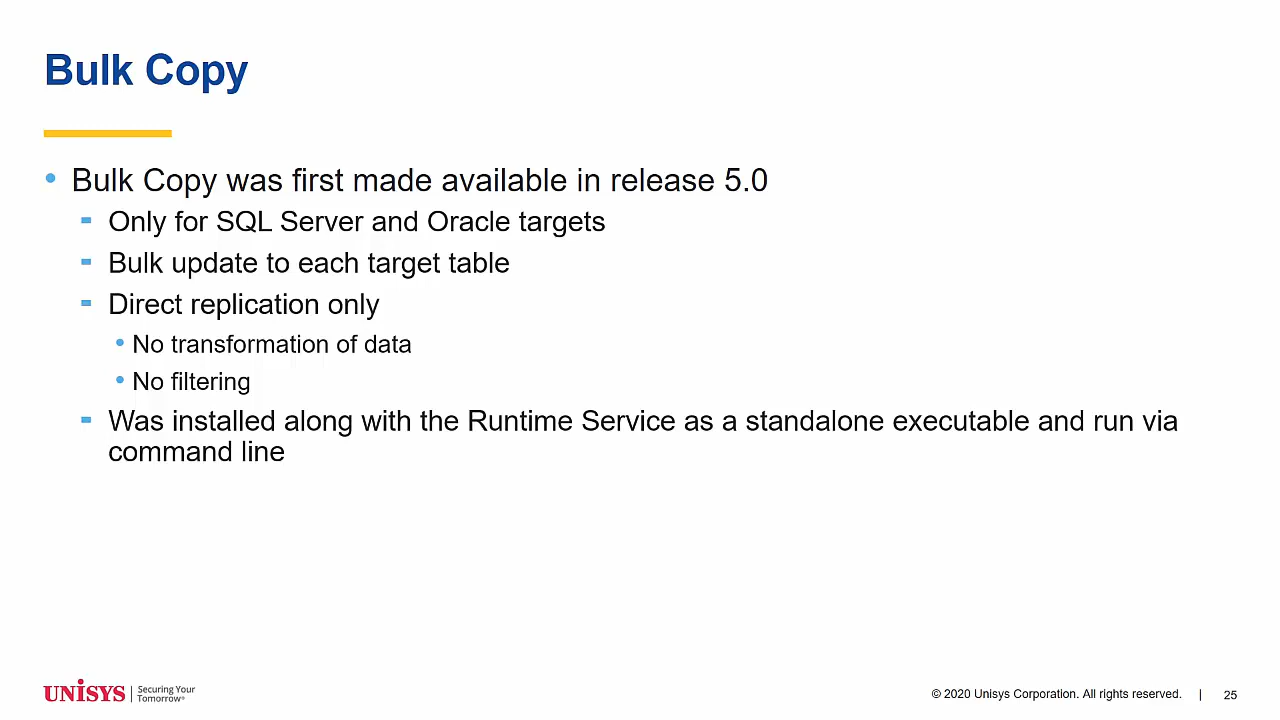 Bulk Copy
• Bulk Copy was first made available in release 5.0
- Only for SQL Server and Oracle targets
- Bulk update to each target table
- Direct replication only
• No transformation of data
• No filtering
- Was installed along with the Runtime Service as a standalone executable and run via
command line
UNISYS | Securing Your
Tomorrow®
© 2020 Unisys Corporation. All rights reserved. | 25